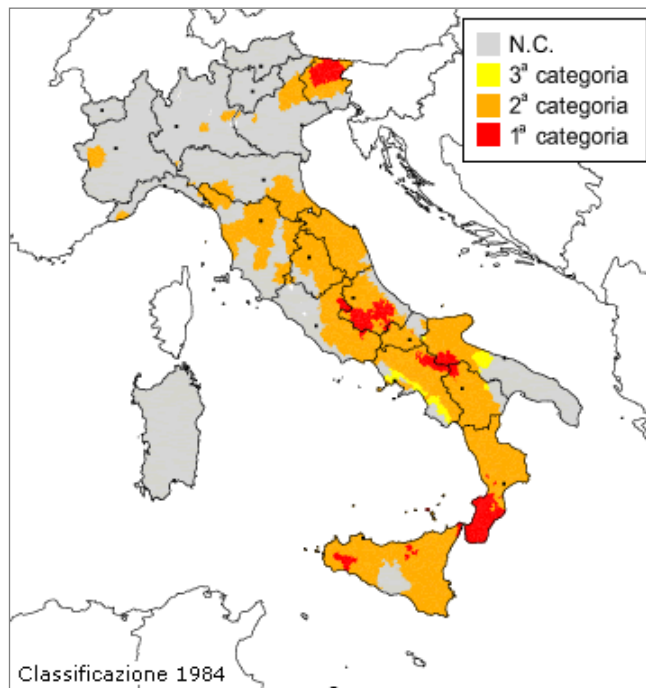 N.C.
3ª categoria
2ª categoria
1ª categoria
Classificazione 1984